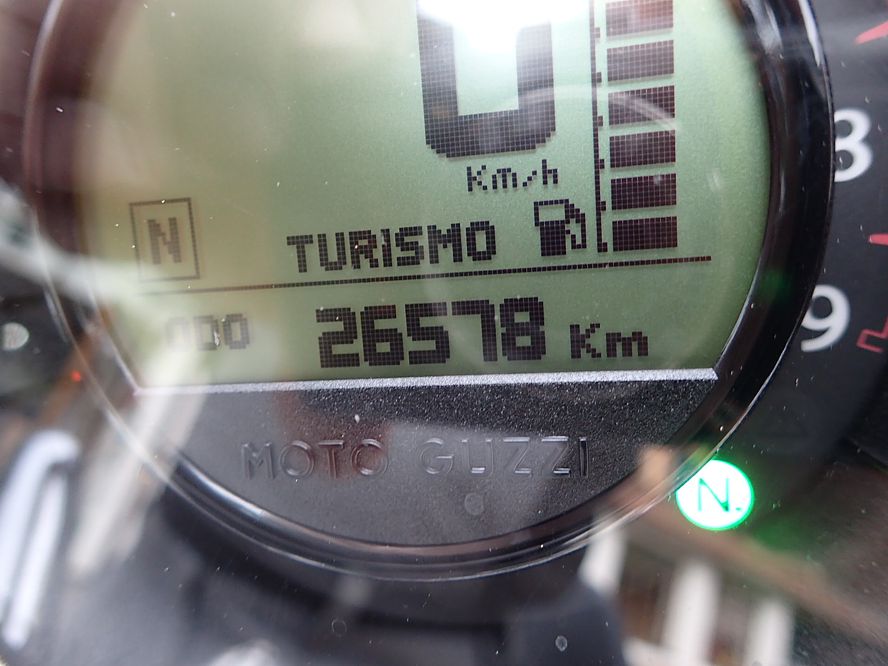 0
Km/h
8
N TURISMO
ODO 26578 Km
9
MOTO GUZZI
N